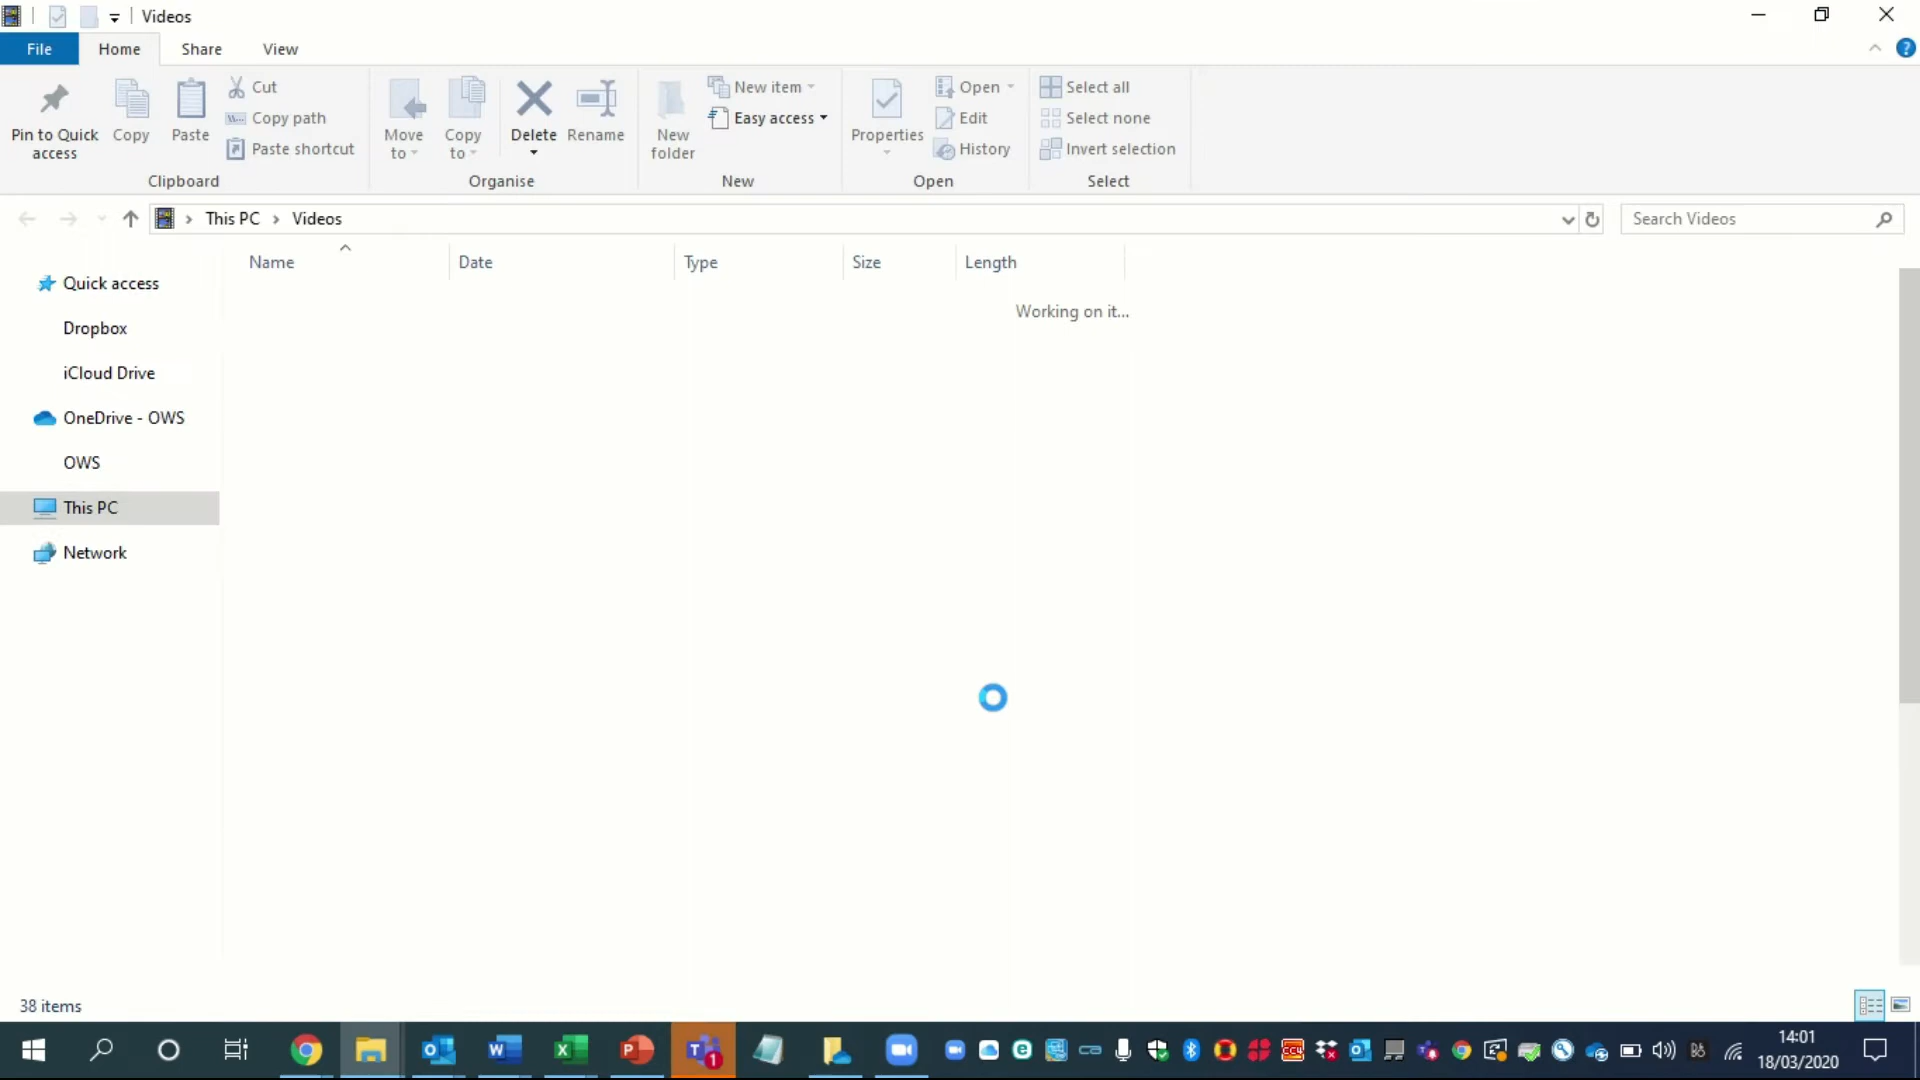 Videos
File Home Share View
Pin to Quick access
Copy
Paste
Cut
Copy path
Paste shortcut
Clipboard
Move to
Copy to
Delete
Rename
Organise
New folder
New item
Easy access
New
Properties
Open
Edit
History
Open
Select all
Select none
Invert selection
Select
This PC > Videos
Search Videos
Name Date Type Size Length
Working on it...
Quick access
Dropbox
iCloud Drive
OneDrive - OWS
OWS
This PC
Network
38 items
14:01
18/03/2020